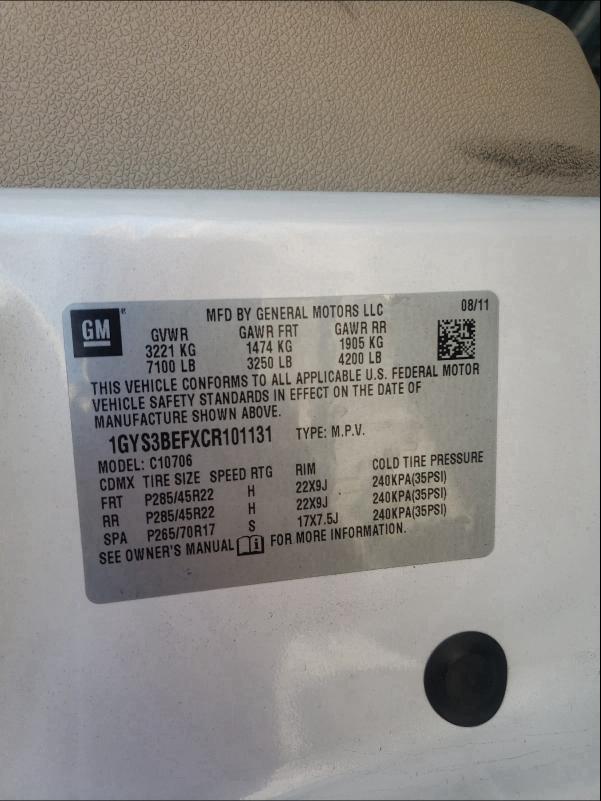 GM ®
MFD BY GENERAL MOTORS LLC 08/11
GVWR GAWR FRT GAWR RR
3221 KG 1474 KG 1905 KG
7100 LB 3250 LB 4200 LB
THIS VEHICLE CONFORMS TO ALL APPLICABLE U.S. FEDERAL MOTOR
VEHICLE SAFETY STANDARDS IN EFFECT ON THE DATE OF
MANUFACTURE SHOWN ABOVE.
1GYS3BEFXCR101131 TYPE: M.P.V.
MODEL: C10706
CDMX TIRE SIZE SPEED RTG RIM COLD TIRE PRESSURE
FRT P285/45R22 H 22X9J 240KPA(35PSI)
RR P285/45R22 H 22X9J 240KPA(35PSI)
SPA P265/70R17 S 17X7.5J 240KPA(35PSI)
SEE OWNER'S MANUAL FOR MORE INFORMATION.